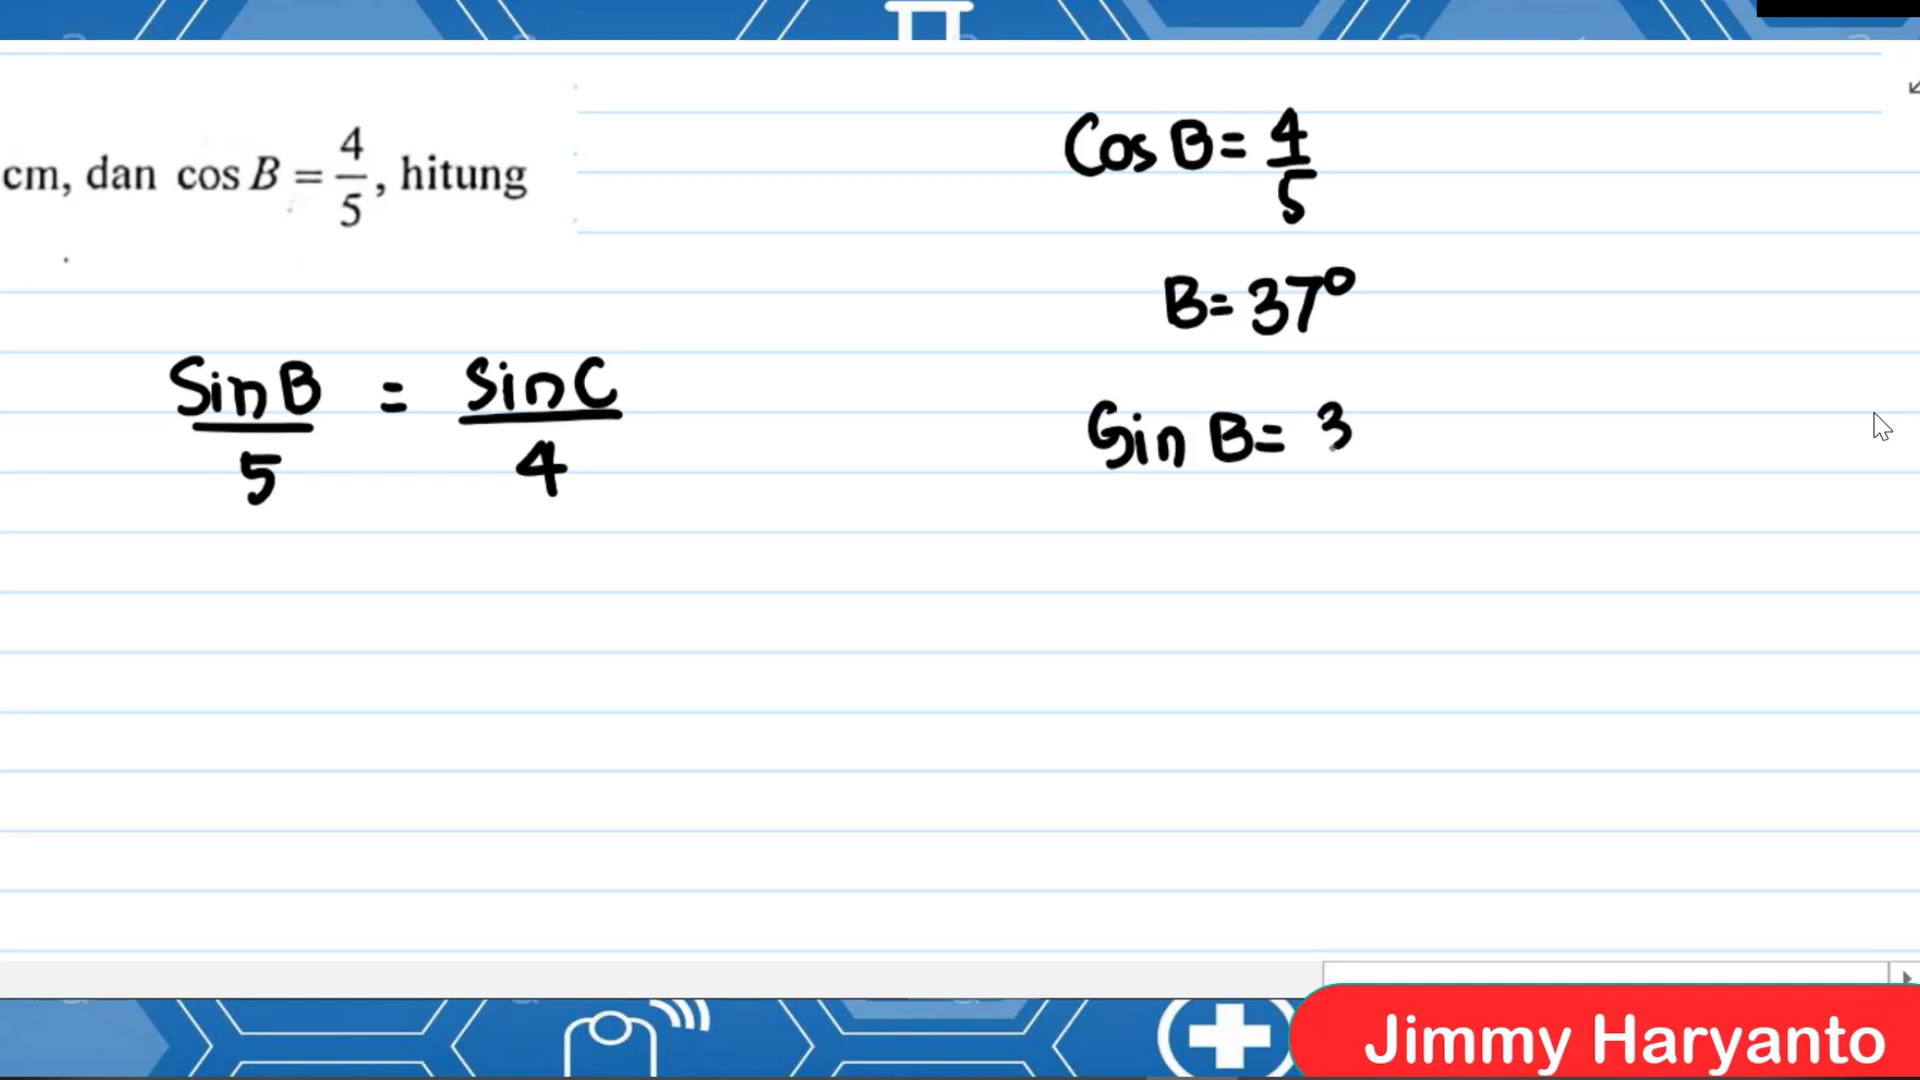 cm, dan cos B = 4/5, hitung
Cos B = 4/5
B = 37°
Sin B/5 = Sin C/4
Sin B = 3
Jimmy Haryanto